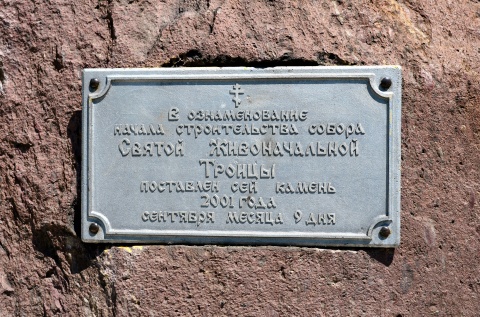 В ознаменование
начала строительства собора
Святой Живоначальной
Троицы
поставлен сей камень
2001 года
сентября месяца 9 дня